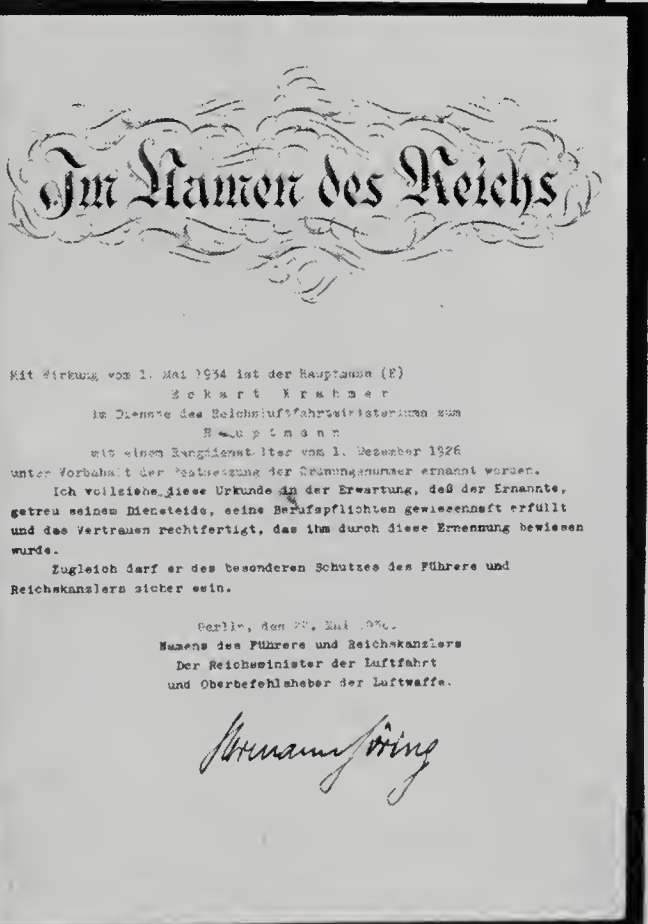 Im Namen des Reichs
Mit Wirkung vom 1. Mai 1934 ist der Hauptmann (E)
Eckart Krahmer
im Dienste des Reichsluftfahrtministeriums zum
Hauptmann
mit einem Rangdienstalter vom 1. Dezember 1926
unter Vorbehalt der Festsetzung der Ordnungsnummer ernannt worden.
Ich vollziehe diese Urkunde in der Erwartung, daß der Ernannte,
getreu seinem Diensteide, seine Berufspflichten gewissenhaft erfüllt
und das Vertrauen rechtfertigt, das ihm durch diese Ernennung bewiesen
wurde.
Zugleich darf er des besonderen Schutzes des Führers und
Reichskanzlers sicher sein.
Berlin, den Mai
Namens des Führers und Reichskanzlers
Der Reichsminister der Luftfahrt
und Oberbefehlshaber der Luftwaffe.
Hermann Göring